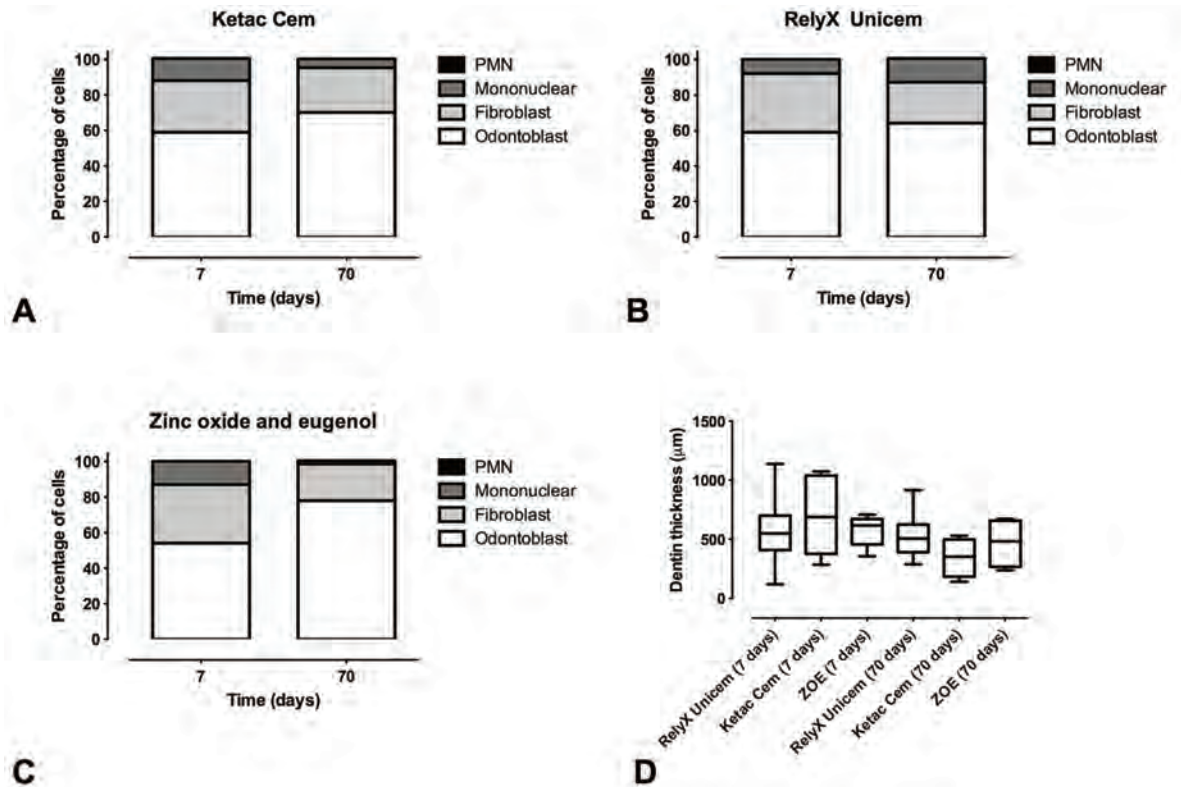 Ketac Cem
Percentage of cells
100
80
60
40
20
0
7
70
Time (days)
PMN
Mononuclear
Fibroblast
Odontoblast
A
RelyX Unicem
Percentage of cells
100
80
60
40
20
0
7
70
Time (days)
PMN
Mononuclear
Fibroblast
Odontoblast
B
Zinc oxide and eugenol
Percentage of cells
100
80
60
40
20
0
7
70
Time (days)
PMN
Mononuclear
Fibroblast
Odontoblast
C
Dentin thickness (μm)
1500
1000
500
0
RelyX Unicem (7 days)
Ketac Cem (7 days)
ZOE (7 days)
RelyX Unicem (70 days)
Ketac Cem (70 days)
ZOE (70 days)
D